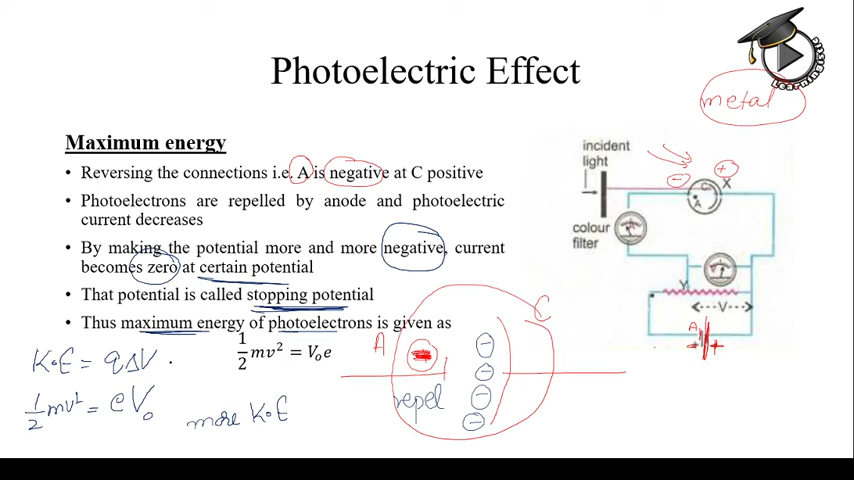 Photoelectric Effect
metal
Maximum energy
• Reversing the connections i.e. A is negative at C positive
• Photoelectrons are repelled by anode and photoelectric
current decreases
• By making the potential more and more negative, current
becomes zero at certain potential
• That potential is called stopping potential
• Thus maximum energy of photoelectrons is given as
1/2 mv² = V₀e
K.E = qΔV
1/2 mv² = eV₀
more K.E
A
C
repel
incident
light
C
X
A
colour
filter
Y
V
A